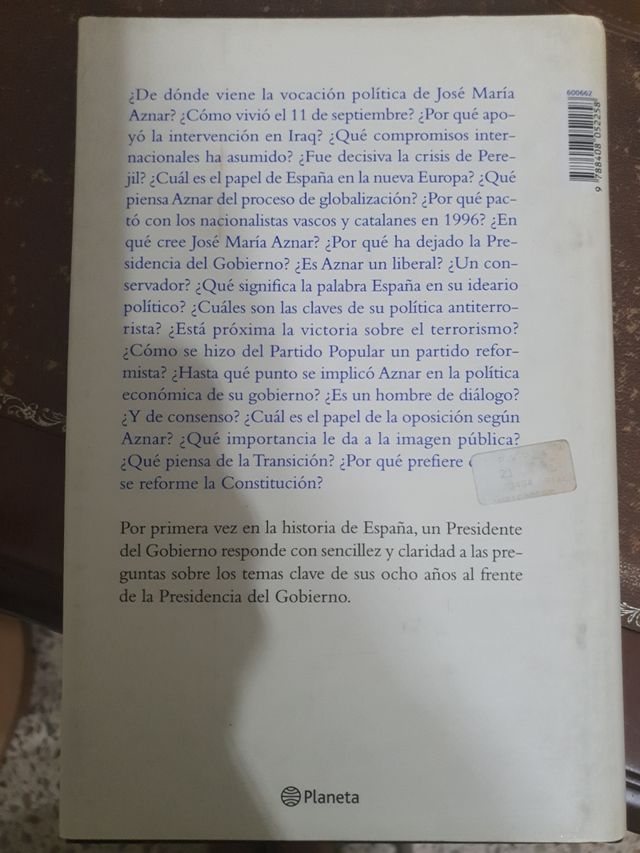 ¿De dónde viene la vocación política de José María
Aznar? ¿Cómo vivió el 11 de septiembre? ¿Por qué apo-
yó la intervención en Iraq? ¿Qué compromisos inter-
nacionales ha asumido? ¿Fue decisiva la crisis de Pere-
jil? ¿Cuál es el papel de España en la nueva Europa? ¿Qué
piensa Aznar del proceso de globalización? ¿Por qué pac-
tó con los nacionalistas vascos y catalanes en 1996? ¿En
qué cree José María Aznar? ¿Por qué ha dejado la Pre-
sidencia del Gobierno? ¿Es Aznar un liberal? ¿Un con-
servador? ¿Qué significa la palabra España en su ideario
político? ¿Cuáles son las claves de su política antiterro-
rista? ¿Está próxima la victoria sobre el terrorismo?
¿Cómo se hizo del Partido Popular un partido refor-
mista? ¿Hasta qué punto se implicó Aznar en la política
económica de su gobierno? ¿Es un hombre de diálogo?
¿Y de consenso? ¿Cuál es el papel de la oposición según
Aznar? ¿Qué importancia le da a la imagen pública?
¿Qué piensa de la Transición? ¿Por qué prefiere
se reforme la Constitución?
Por primera vez en la historia de España, un Presidente
del Gobierno responde con sencillez y claridad a las pre-
guntas sobre los temas clave de sus ocho años al frente
de la Presidencia del Gobierno.
Planeta
600662
9 788408 052258
21